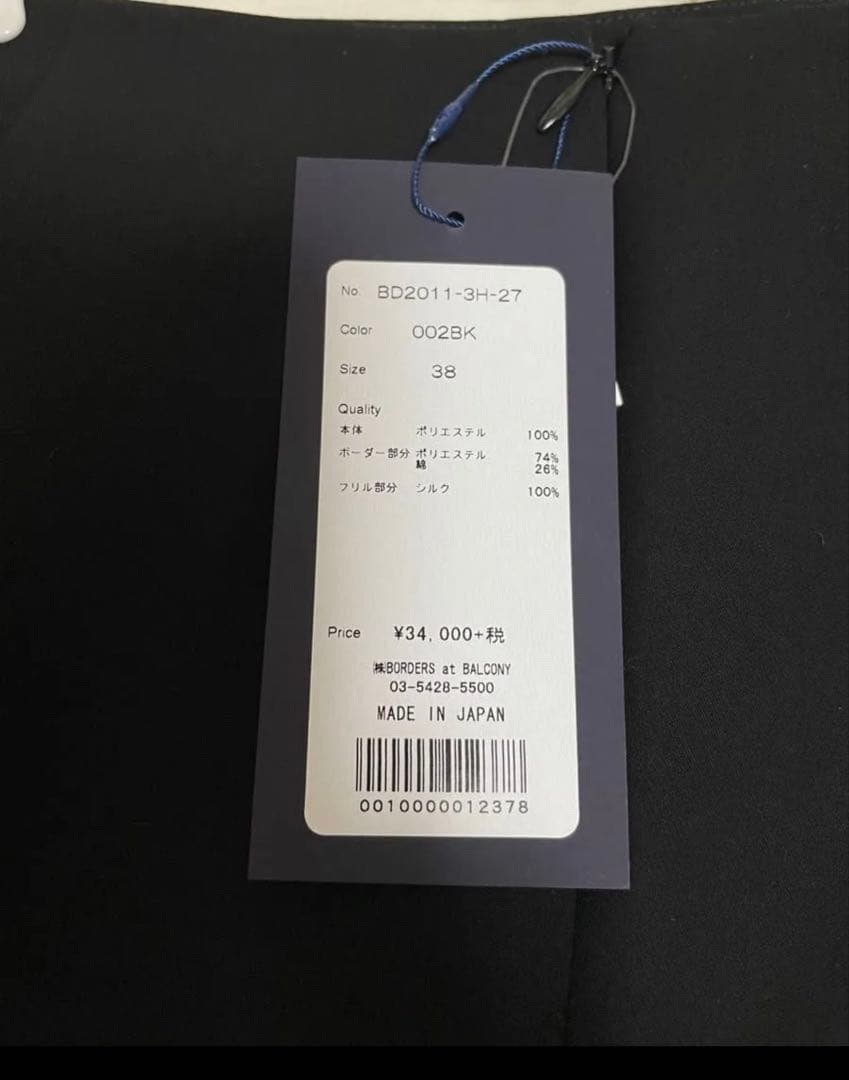 No. BD2011-3H-27
Color 002BK
Size 38
Quality
本体 ポリエステル 100%
ボーダー部分 ポリエステル 74%
綿 26%
フリル部分 シルク 100%
Price ¥34,000+税
㈱BORDERS at BALCONY
03-5428-5500
MADE IN JAPAN
0010000012378